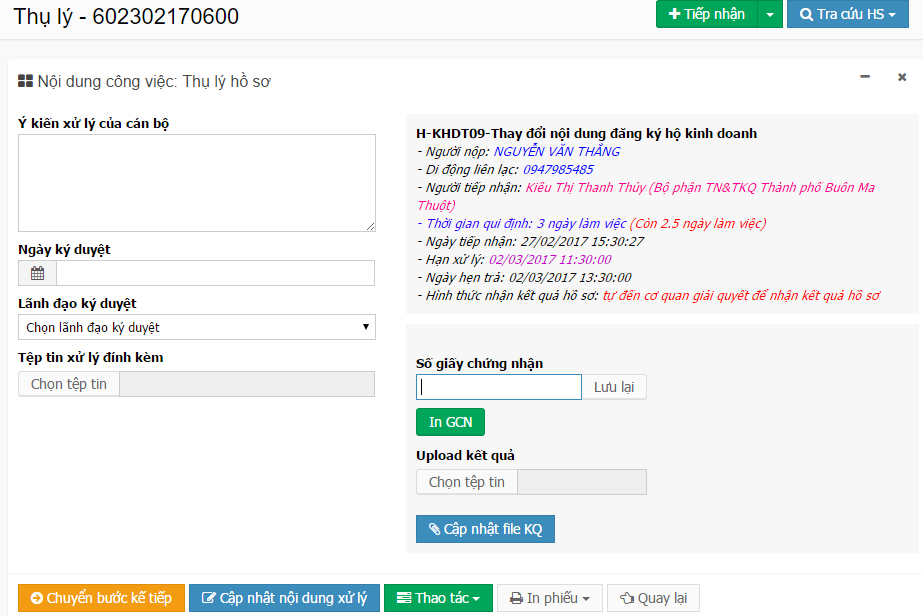 Thụ lý - 602302170600
Tiếp nhận
Tra cứu HS
Nội dung công việc: Thụ lý hồ sơ
Ý kiến xử lý của cán bộ
Ngày ký duyệt
Lãnh đạo ký duyệt
Chọn lãnh đạo ký duyệt
Tệp tin xử lý đính kèm
Chọn tệp tin
H-KHDT09-Thay đổi nội dung đăng ký hộ kinh doanh
- Người nộp: NGUYỄN VĂN THẮNG
- Di động liên lạc: 0947985485
- Người tiếp nhận: Kiều Thị Thanh Thúy (Bộ phận TN&TKQ Thành phố Buôn Ma
Thuột)
- Thời gian qui định: 3 ngày làm việc (Còn 2.5 ngày làm việc)
- Ngày tiếp nhận: 27/02/2017 15:30:27
- Hạn xử lý: 02/03/2017 11:30:00
- Ngày hẹn trả: 02/03/2017 13:30:00
- Hình thức nhận kết quả hồ sơ: tự đến cơ quan giải quyết để nhận kết quả hồ sơ
Số giấy chứng nhận
Lưu lại
In GCN
Upload kết quả
Chọn tệp tin
Cập nhật file KQ
Chuyển bước kế tiếp
Cập nhật nội dung xử lý
Thao tác
In phiếu
Quay lại